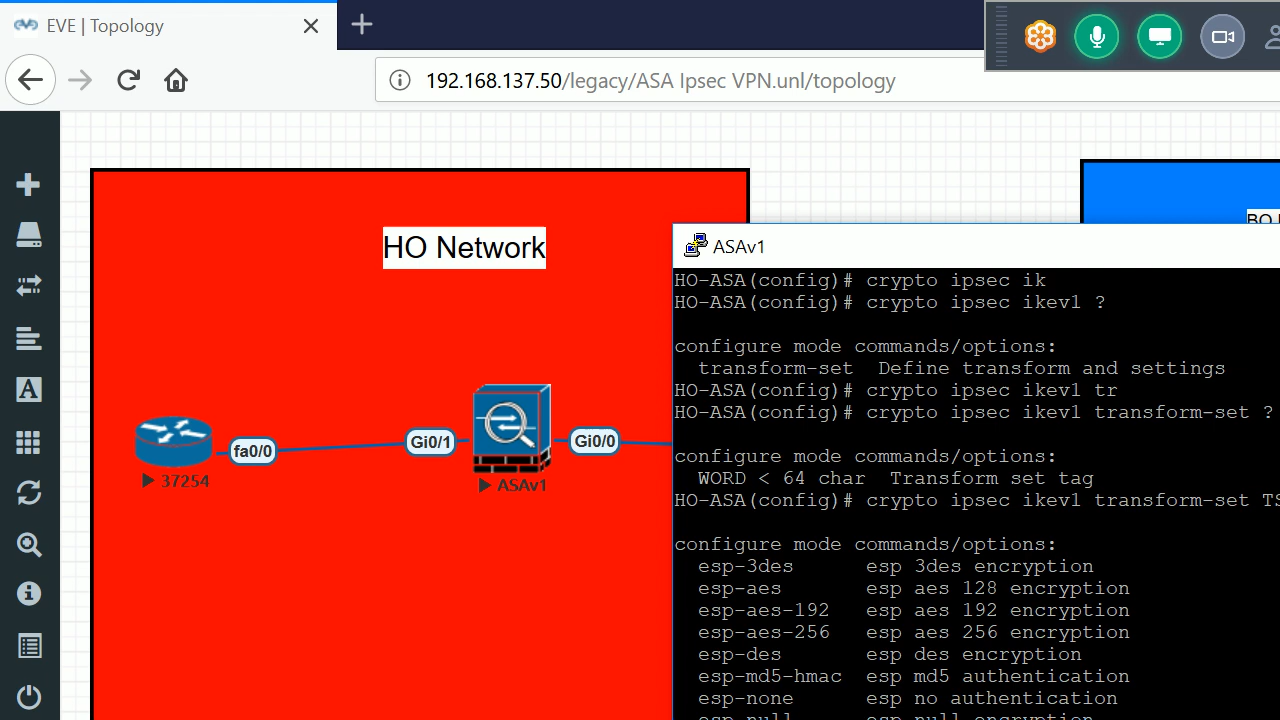 EVE | Topology
192.168.137.50/legacy/ASA Ipsec VPN.unl/topology
HO Network
fa0/0
Gi0/1
Gi0/0
37254
ASAv1
ASAv1
HO-ASA(config)# crypto ipsec ik
HO-ASA(config)# crypto ipsec ikev1 ?
configure mode commands/options:
transform-set Define transform and settings
HO-ASA(config)# crypto ipsec ikev1 tr
HO-ASA(config)# crypto ipsec ikev1 transform-set ?
configure mode commands/options:
WORD < 64 char Transform set tag
HO-ASA(config)# crypto ipsec ikev1 transform-set TS
configure mode commands/options:
esp-3des esp 3des encryption
esp-aes esp aes 128 encryption
esp-aes-192 esp aes 192 encryption
esp-aes-256 esp aes 256 encryption
esp-des esp des encryption
esp-md5-hmac esp md5 authentication
esp-none esp no authentication
esp-null esp null encryption